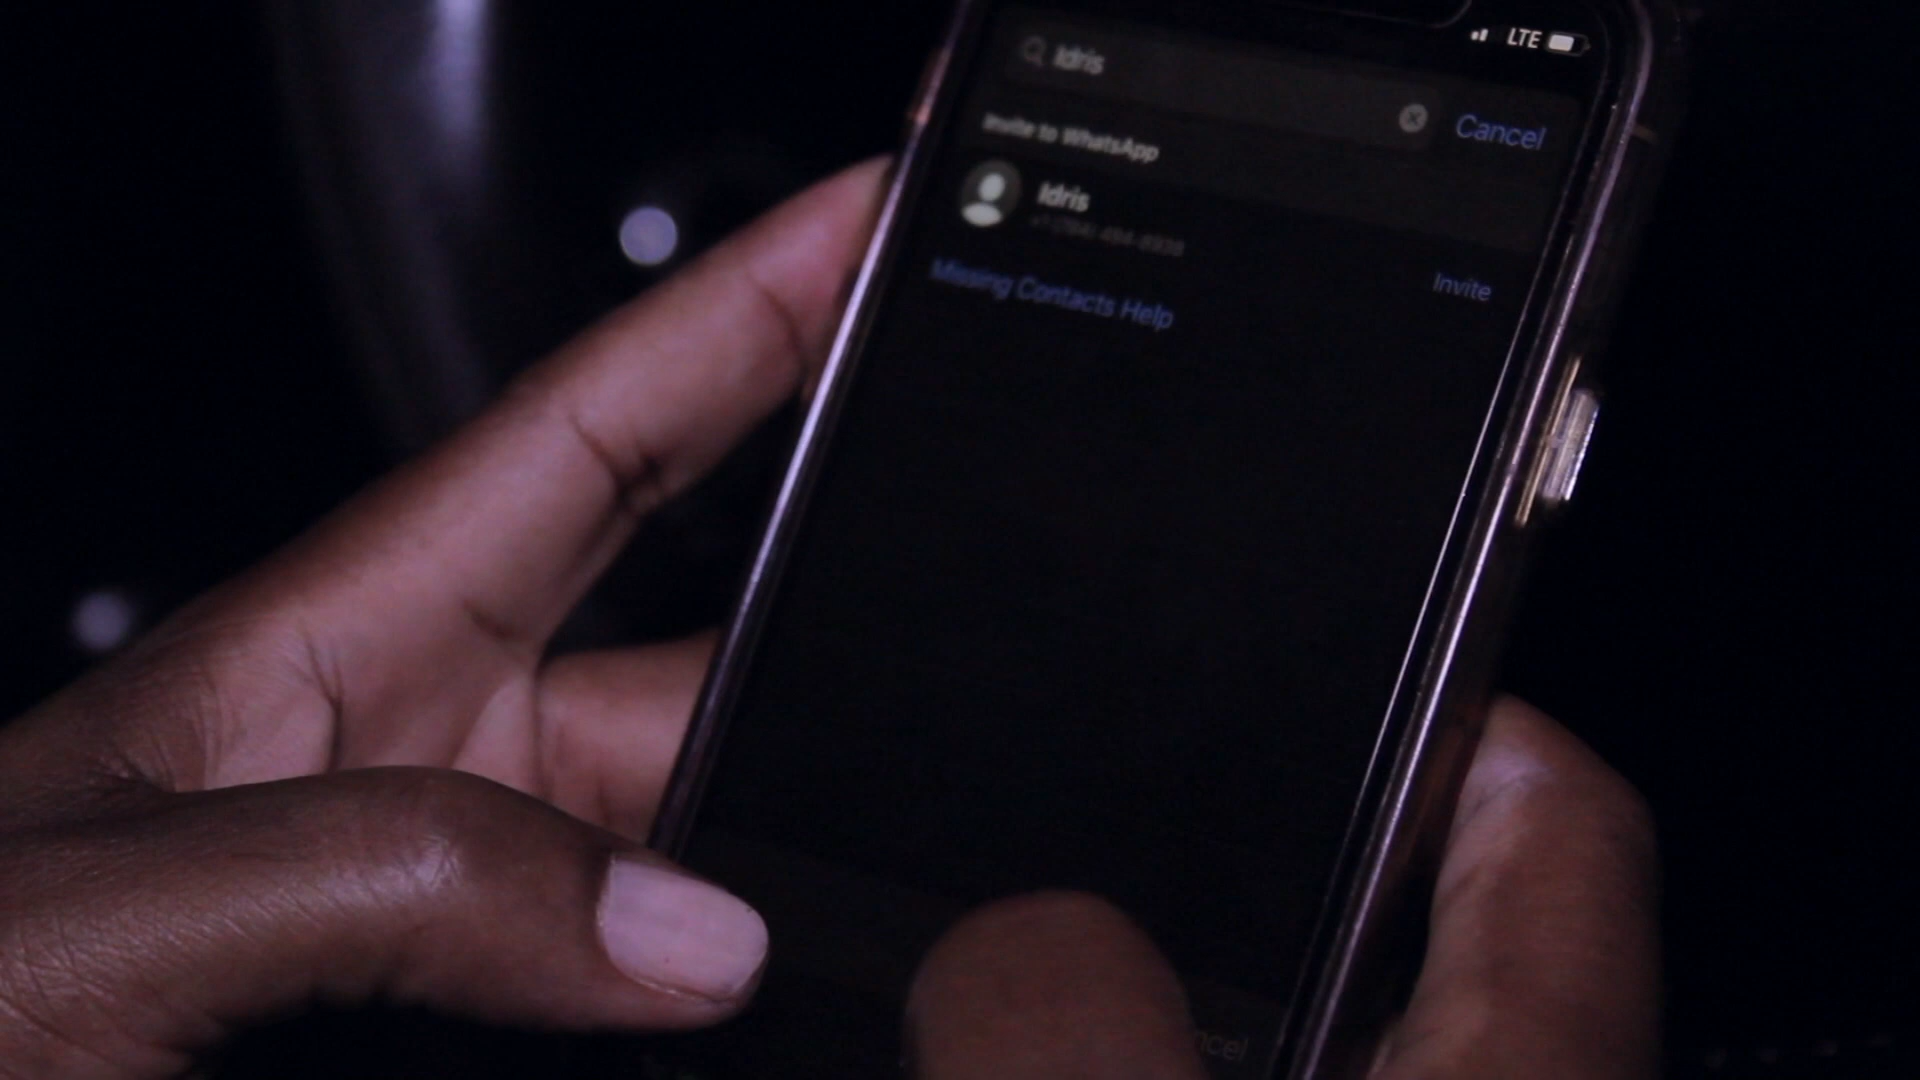 LTE
Idris
Cancel
Invite to WhatsApp
Idris
Invite
Missing Contacts Help